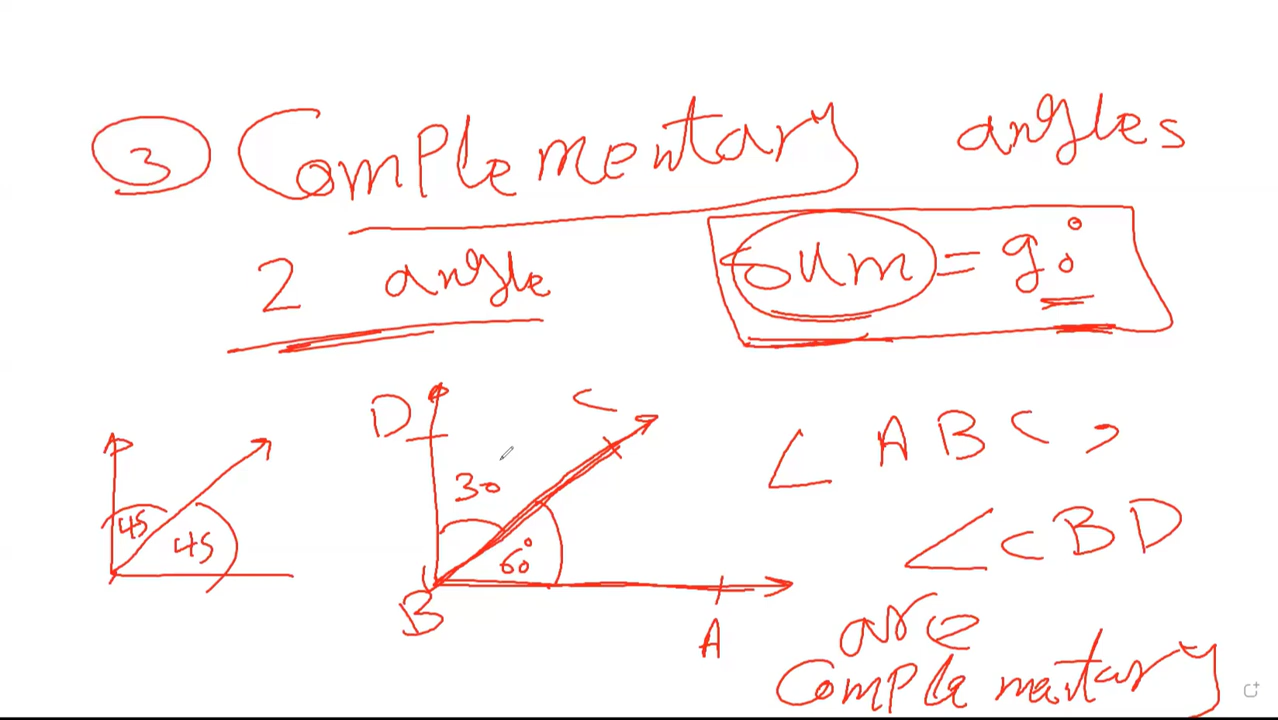 ③ Complementary angles
2 angle sum = 90°
D C
45 45
30
60°
B A
∠ABC,
∠CBD
are
Complementary